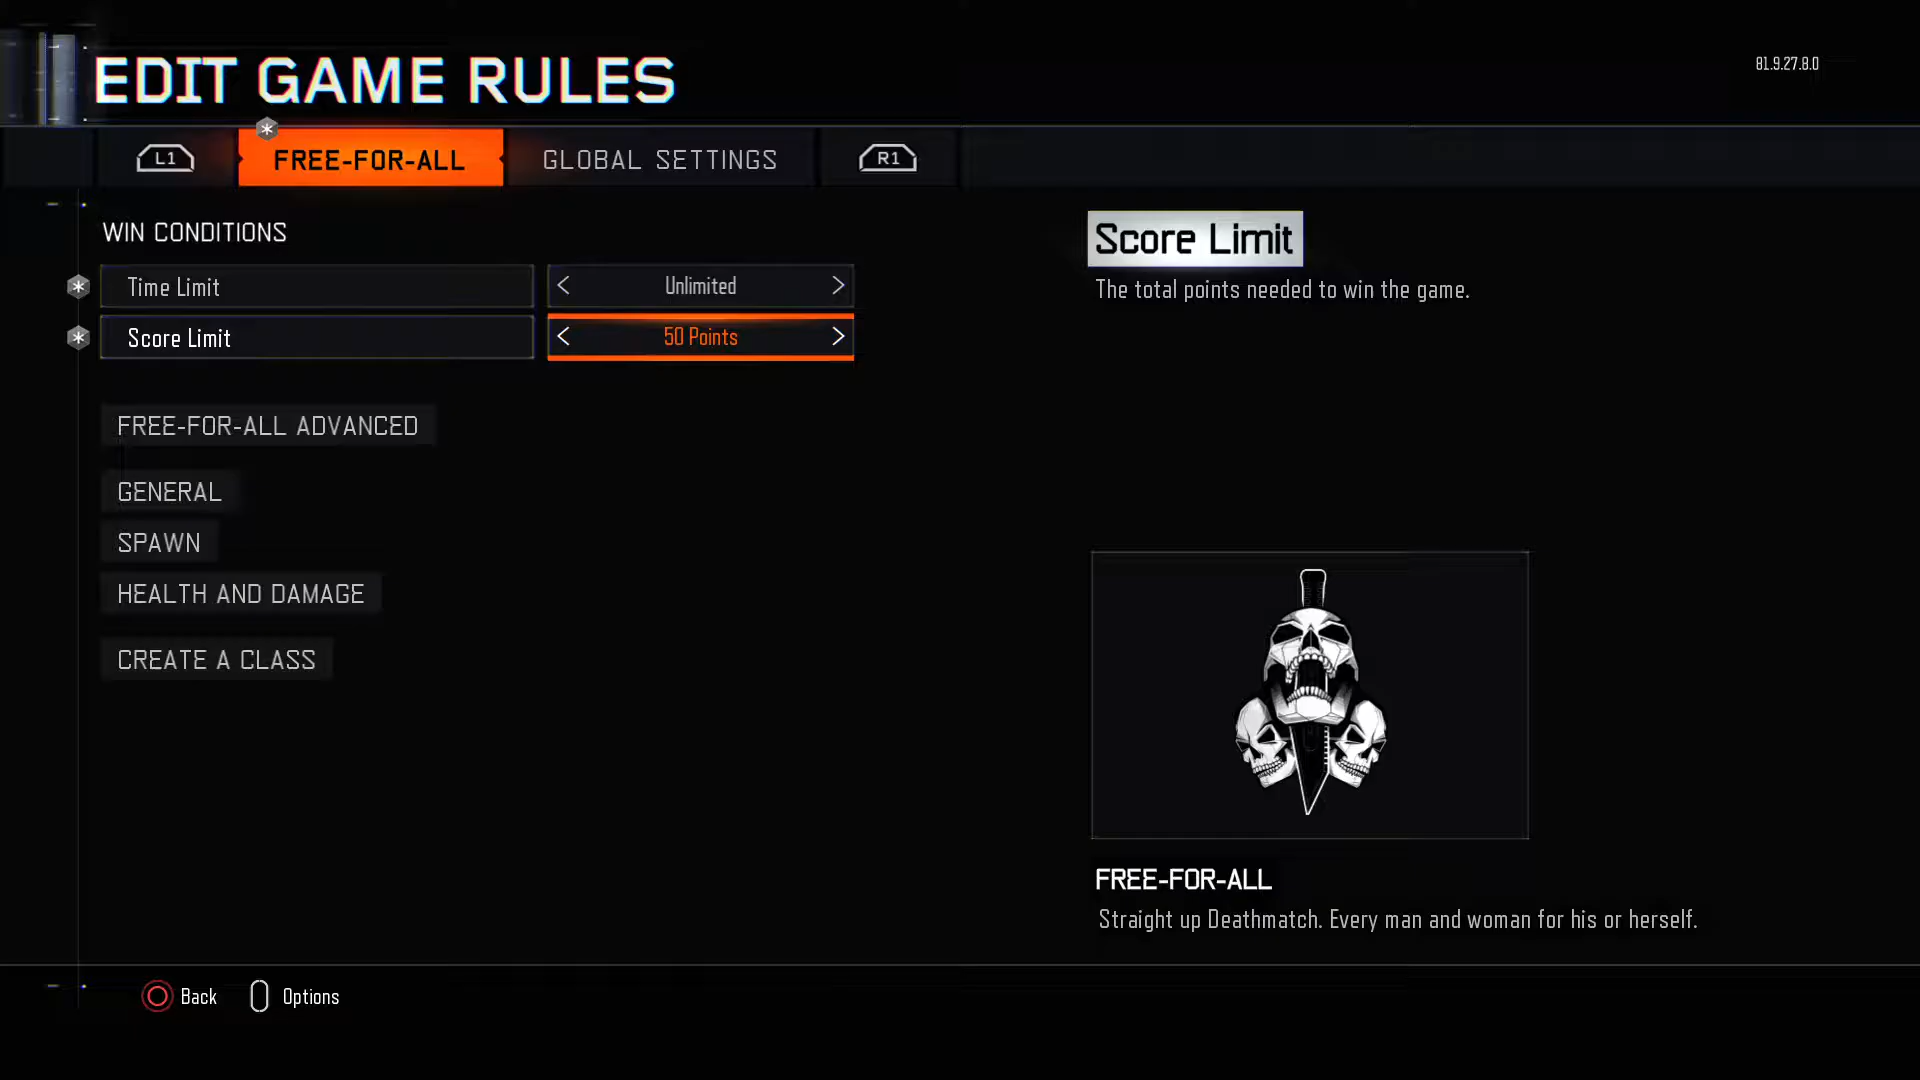 EDIT GAME RULES
81.9.27.8.0
L1
FREE-FOR-ALL
GLOBAL SETTINGS
R1
WIN CONDITIONS
Time Limit
Unlimited
Score Limit
50 Points
FREE-FOR-ALL ADVANCED
GENERAL
SPAWN
HEALTH AND DAMAGE
CREATE A CLASS
Score Limit
The total points needed to win the game.
FREE-FOR-ALL
Straight up Deathmatch. Every man and woman for his or herself.
Back
Options